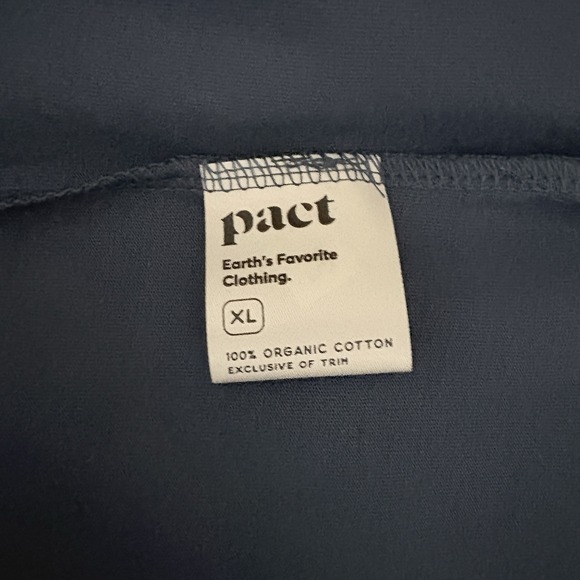 pact
Earth's Favorite
Clothing.
XL
100% ORGANIC COTTON
EXCLUSIVE OF TRIM